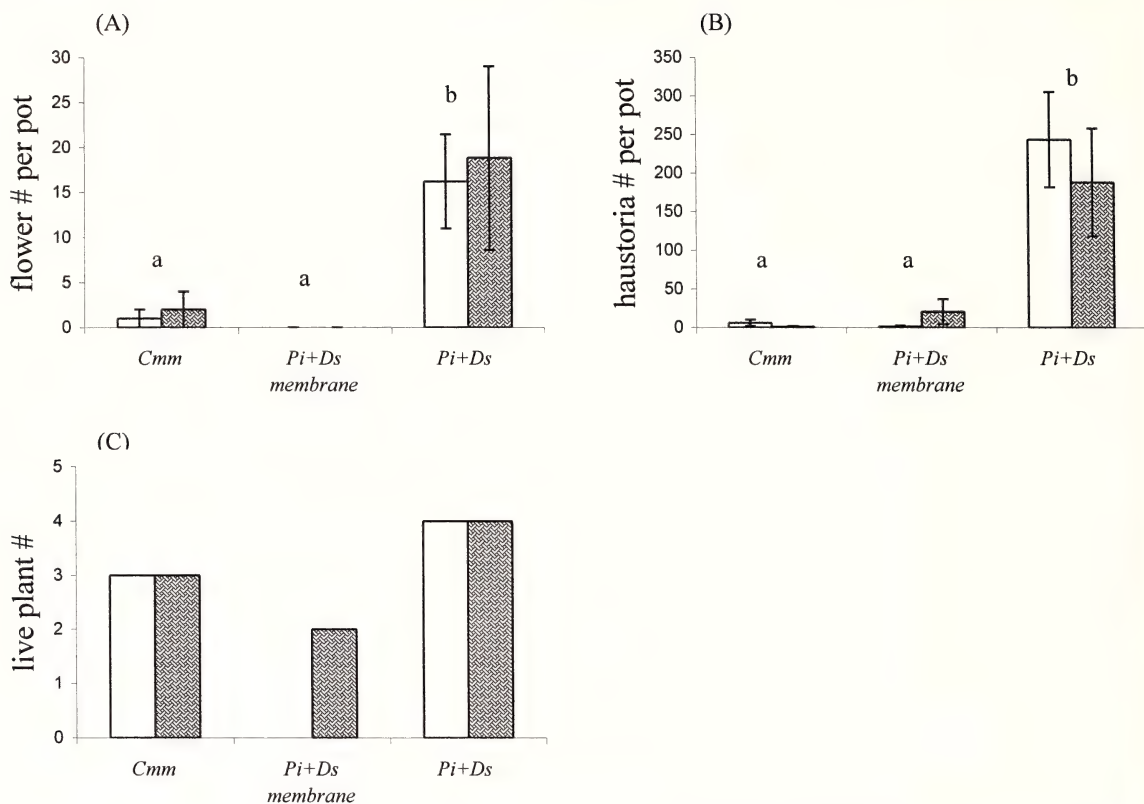 (A)
flower # per pot
30
25
20
15
10
5
0
a
a
b
Cmm
Pi+Ds
membrane
Pi+Ds
(B)
haustoria # per pot
350
300
250
200
150
100
50
0
a
a
b
Cmm
Pi+Ds
membrane
Pi+Ds
(C)
live plant #
5
4
3
2
1
0
Cmm
Pi+Ds
membrane
Pi+Ds